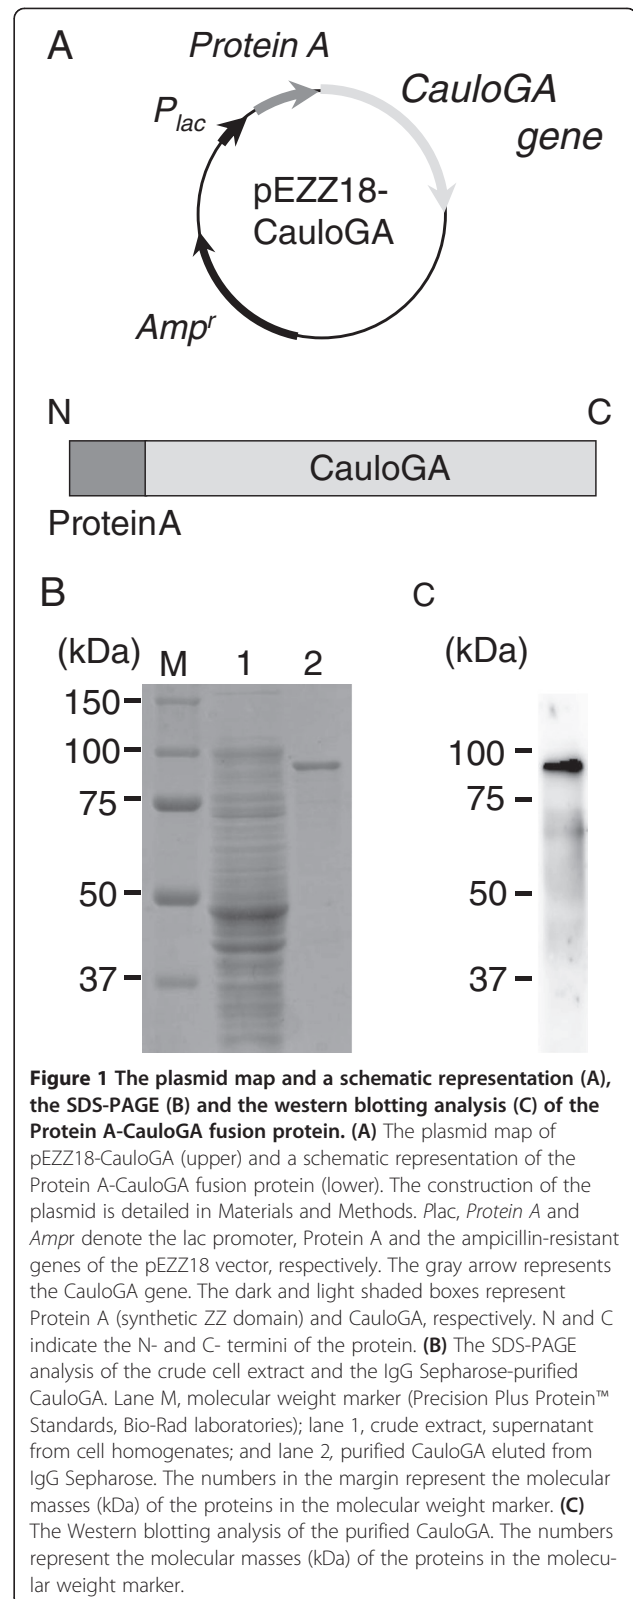 A
Protein A
CauloGA
gene
Plac
pEZZ18-
CauloGA
Ampr
N
C
CauloGA
ProteinA
B
(kDa) M 1 2
150
100
75
50
37
C
(kDa)
100
75
50
37
Figure 1 The plasmid map and a schematic representation (A),
the SDS-PAGE (B) and the western blotting analysis (C) of the
Protein A-CauloGA fusion protein. (A) The plasmid map of
pEZZ18-CauloGA (upper) and a schematic representation of the
Protein A-CauloGA fusion protein (lower). The construction of the
plasmid is detailed in Materials and Methods. Plac, Protein A and
Ampr denote the lac promoter, Protein A and the ampicillin-resistant
genes of the pEZZ18 vector, respectively. The gray arrow represents
the CauloGA gene. The dark and light shaded boxes represent
Protein A (synthetic ZZ domain) and CauloGA, respectively. N and C
indicate the N- and C- termini of the protein. (B) The SDS-PAGE
analysis of the crude cell extract and the IgG Sepharose-purified
CauloGA. Lane M, molecular weight marker (Precision Plus Protein™
Standards, Bio-Rad laboratories); lane 1, crude extract, supernatant
from cell homogenates; and lane 2, purified CauloGA eluted from
IgG Sepharose. The numbers in the margin represent the molecular
masses (kDa) of the proteins in the molecular weight marker. (C)
The Western blotting analysis of the purified CauloGA. The numbers
represent the molecular masses (kDa) of the proteins in the molecu-
lar weight marker.